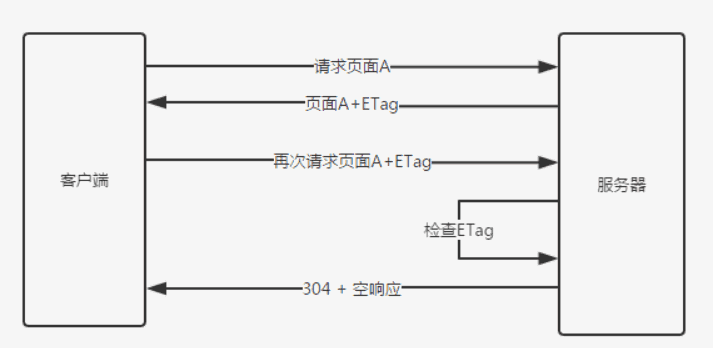 请求页面A
页面A+ETag
再次请求页面A+ETag
客户端
服务器
检查ETag
304 + 空响应